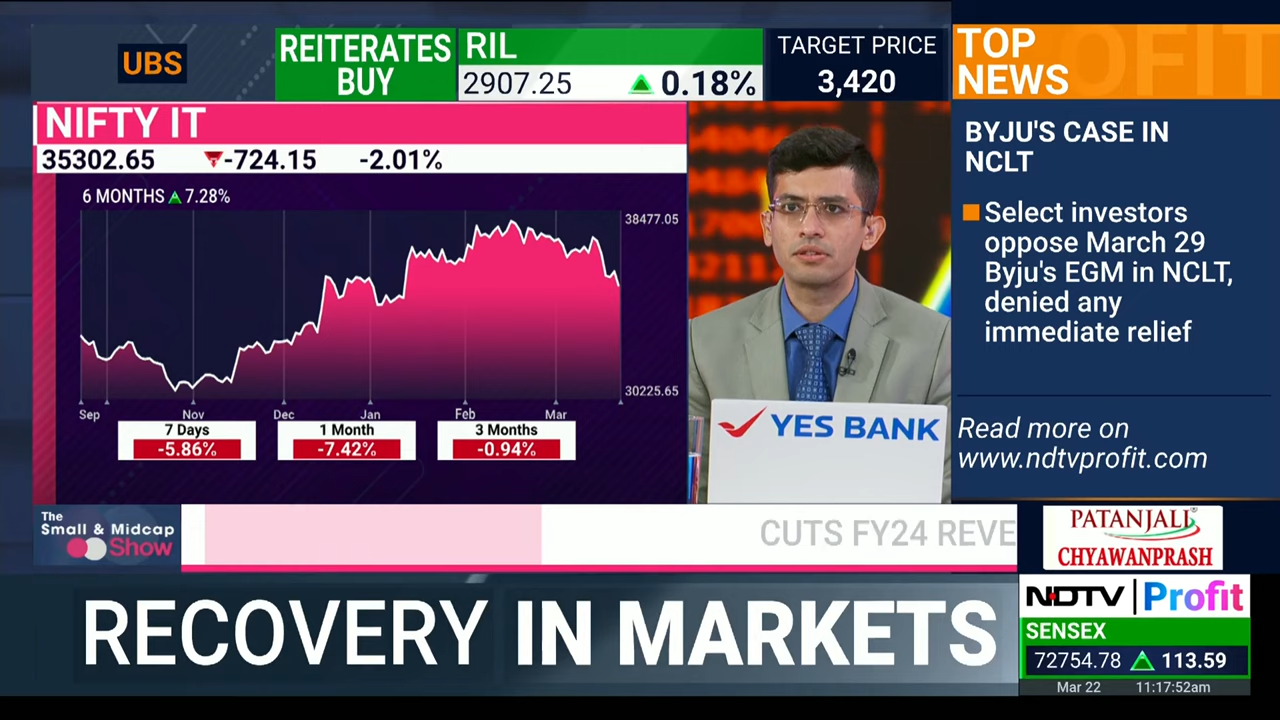 UBS
REITERATES
BUY
RIL
2907.25 0.18%
TARGET PRICE
3,420
TOP
NEWS
NIFTY IT
35302.65 -724.15 -2.01%
6 MONTHS 7.28%
38477.05
30225.65
Sep Nov Dec Jan Feb Mar
7 Days
-5.86%
1 Month
-7.42%
3 Months
-0.94%
YES BANK
BYJU'S CASE IN
NCLT
Select investors
oppose March 29
Byju's EGM in NCLT,
denied any
immediate relief
Read more on
www.ndtvprofit.com
The
Small & Midcap
Show
CUTS FY24 REVE
PATANJALI®
CHYAWANPRASH
RECOVERY IN MARKETS
NDTV Profit
SENSEX
72754.78 113.59
Mar 22 11:17:52am